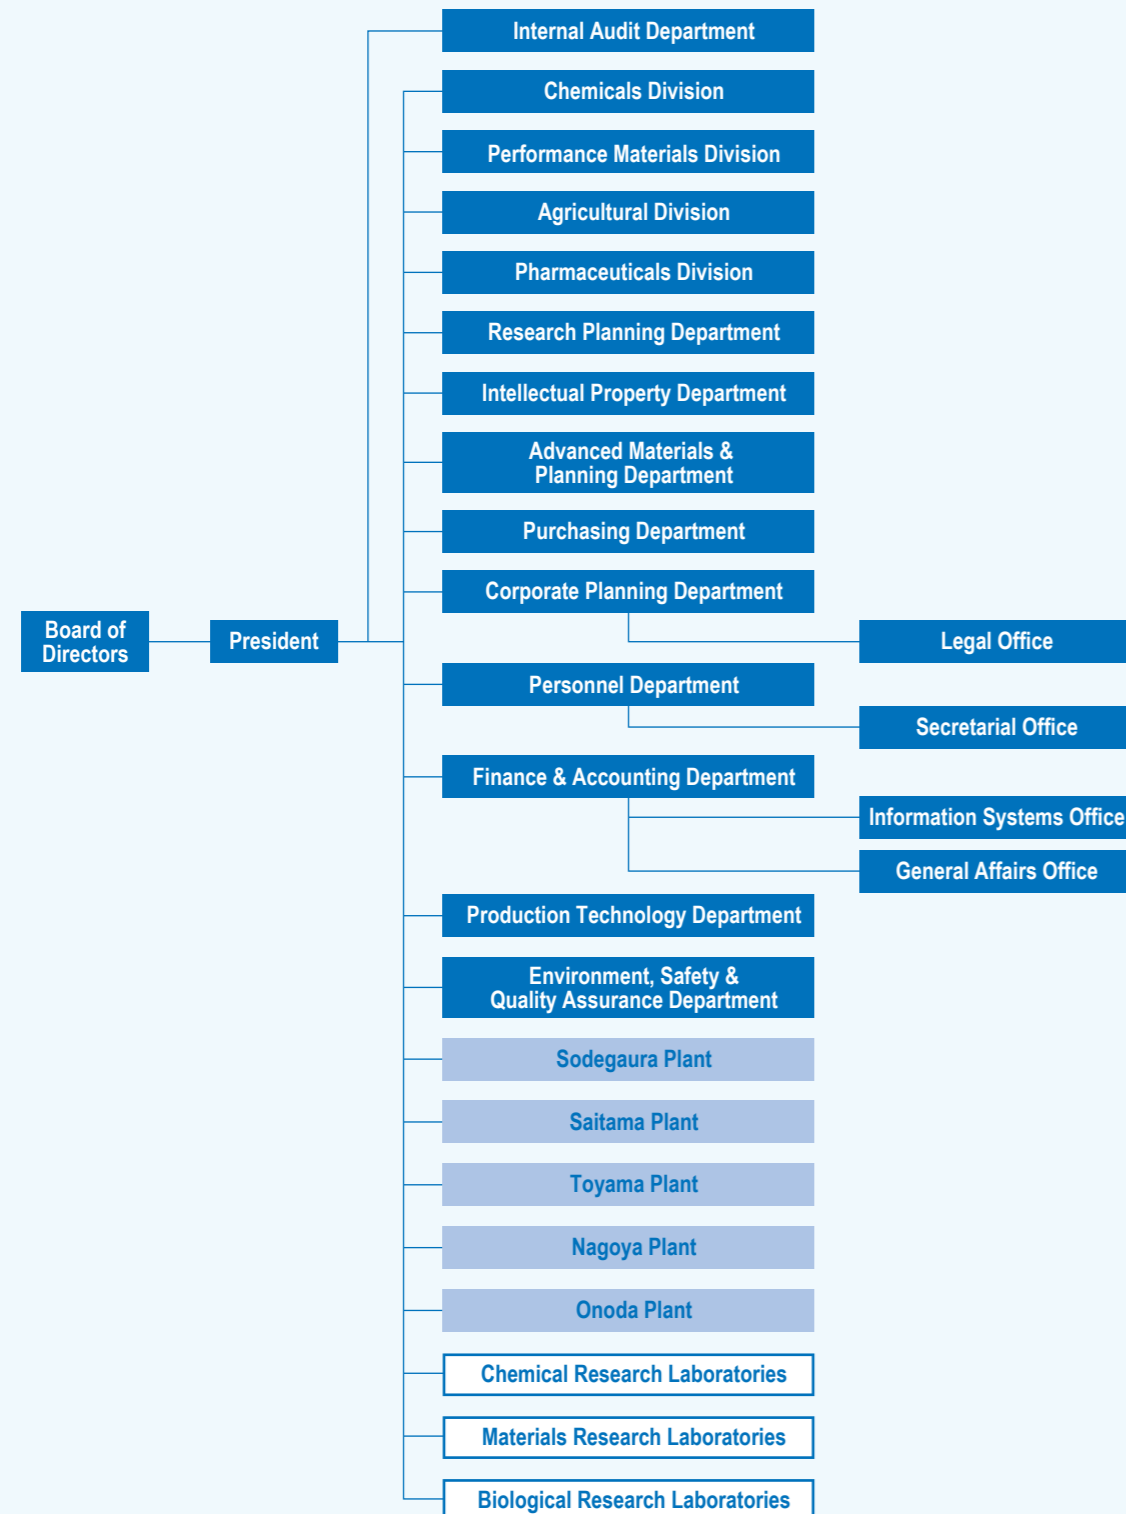 Internal Audit Department
Chemicals Division
Performance Materials Division
Agricultural Division
Pharmaceuticals Division
Research Planning Department
Intellectual Property Department
Advanced Materials &
Planning Department
Purchasing Department
Corporate Planning Department
Board of
Directors
President
Legal Office
Personnel Department
Secretarial Office
Finance & Accounting Department
Information Systems Office
General Affairs Office
Production Technology Department
Environment, Safety &
Quality Assurance Department
Sodegaura Plant
Saitama Plant
Toyama Plant
Nagoya Plant
Onoda Plant
Chemical Research Laboratories
Materials Research Laboratories
Biological Research Laboratories